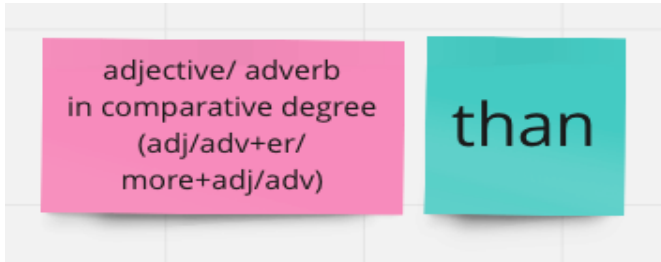 adjective/ adverb
in comparative degree
(adj/adv+er/
more+adj/adv)
than